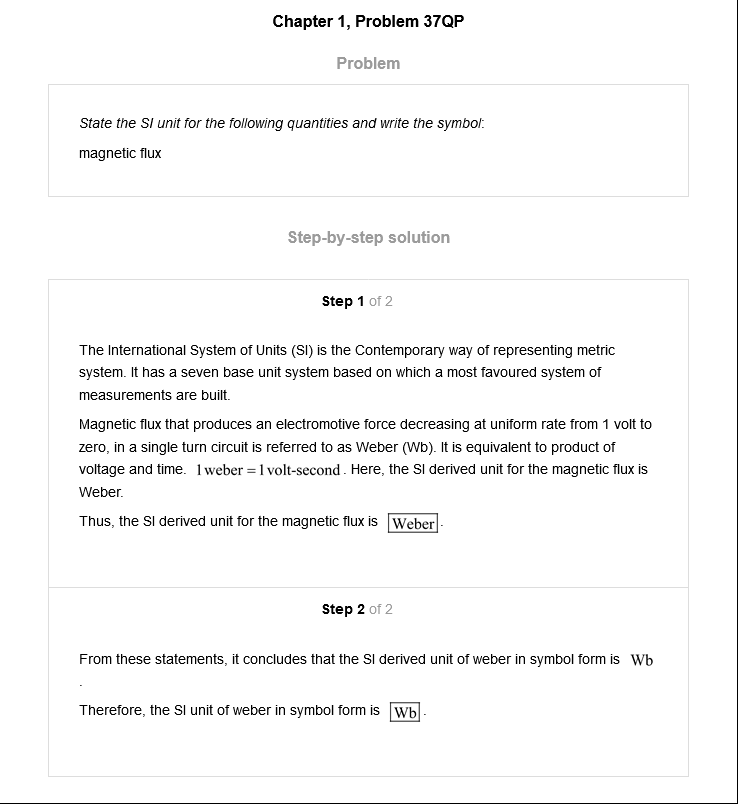 Chapter 1, Problem 37QP
Problem
State the SI unit for the following quantities and write the symbol:
magnetic flux
Step-by-step solution
Step 1 of 2
The International System of Units (SI) is the Contemporary way of representing metric
system. It has a seven base unit system based on which a most favoured system of
measurements are built.
Magnetic flux that produces an electromotive force decreasing at uniform rate from 1 volt to
zero, in a single turn circuit is referred to as Weber (Wb). It is equivalent to product of
voltage and time. 1 weber = 1 volt-second . Here, the SI derived unit for the magnetic flux is
Weber.
Thus, the SI derived unit for the magnetic flux is Weber .
Step 2 of 2
From these statements, it concludes that the SI derived unit of weber in symbol form is Wb
.
Therefore, the SI unit of weber in symbol form is Wb .